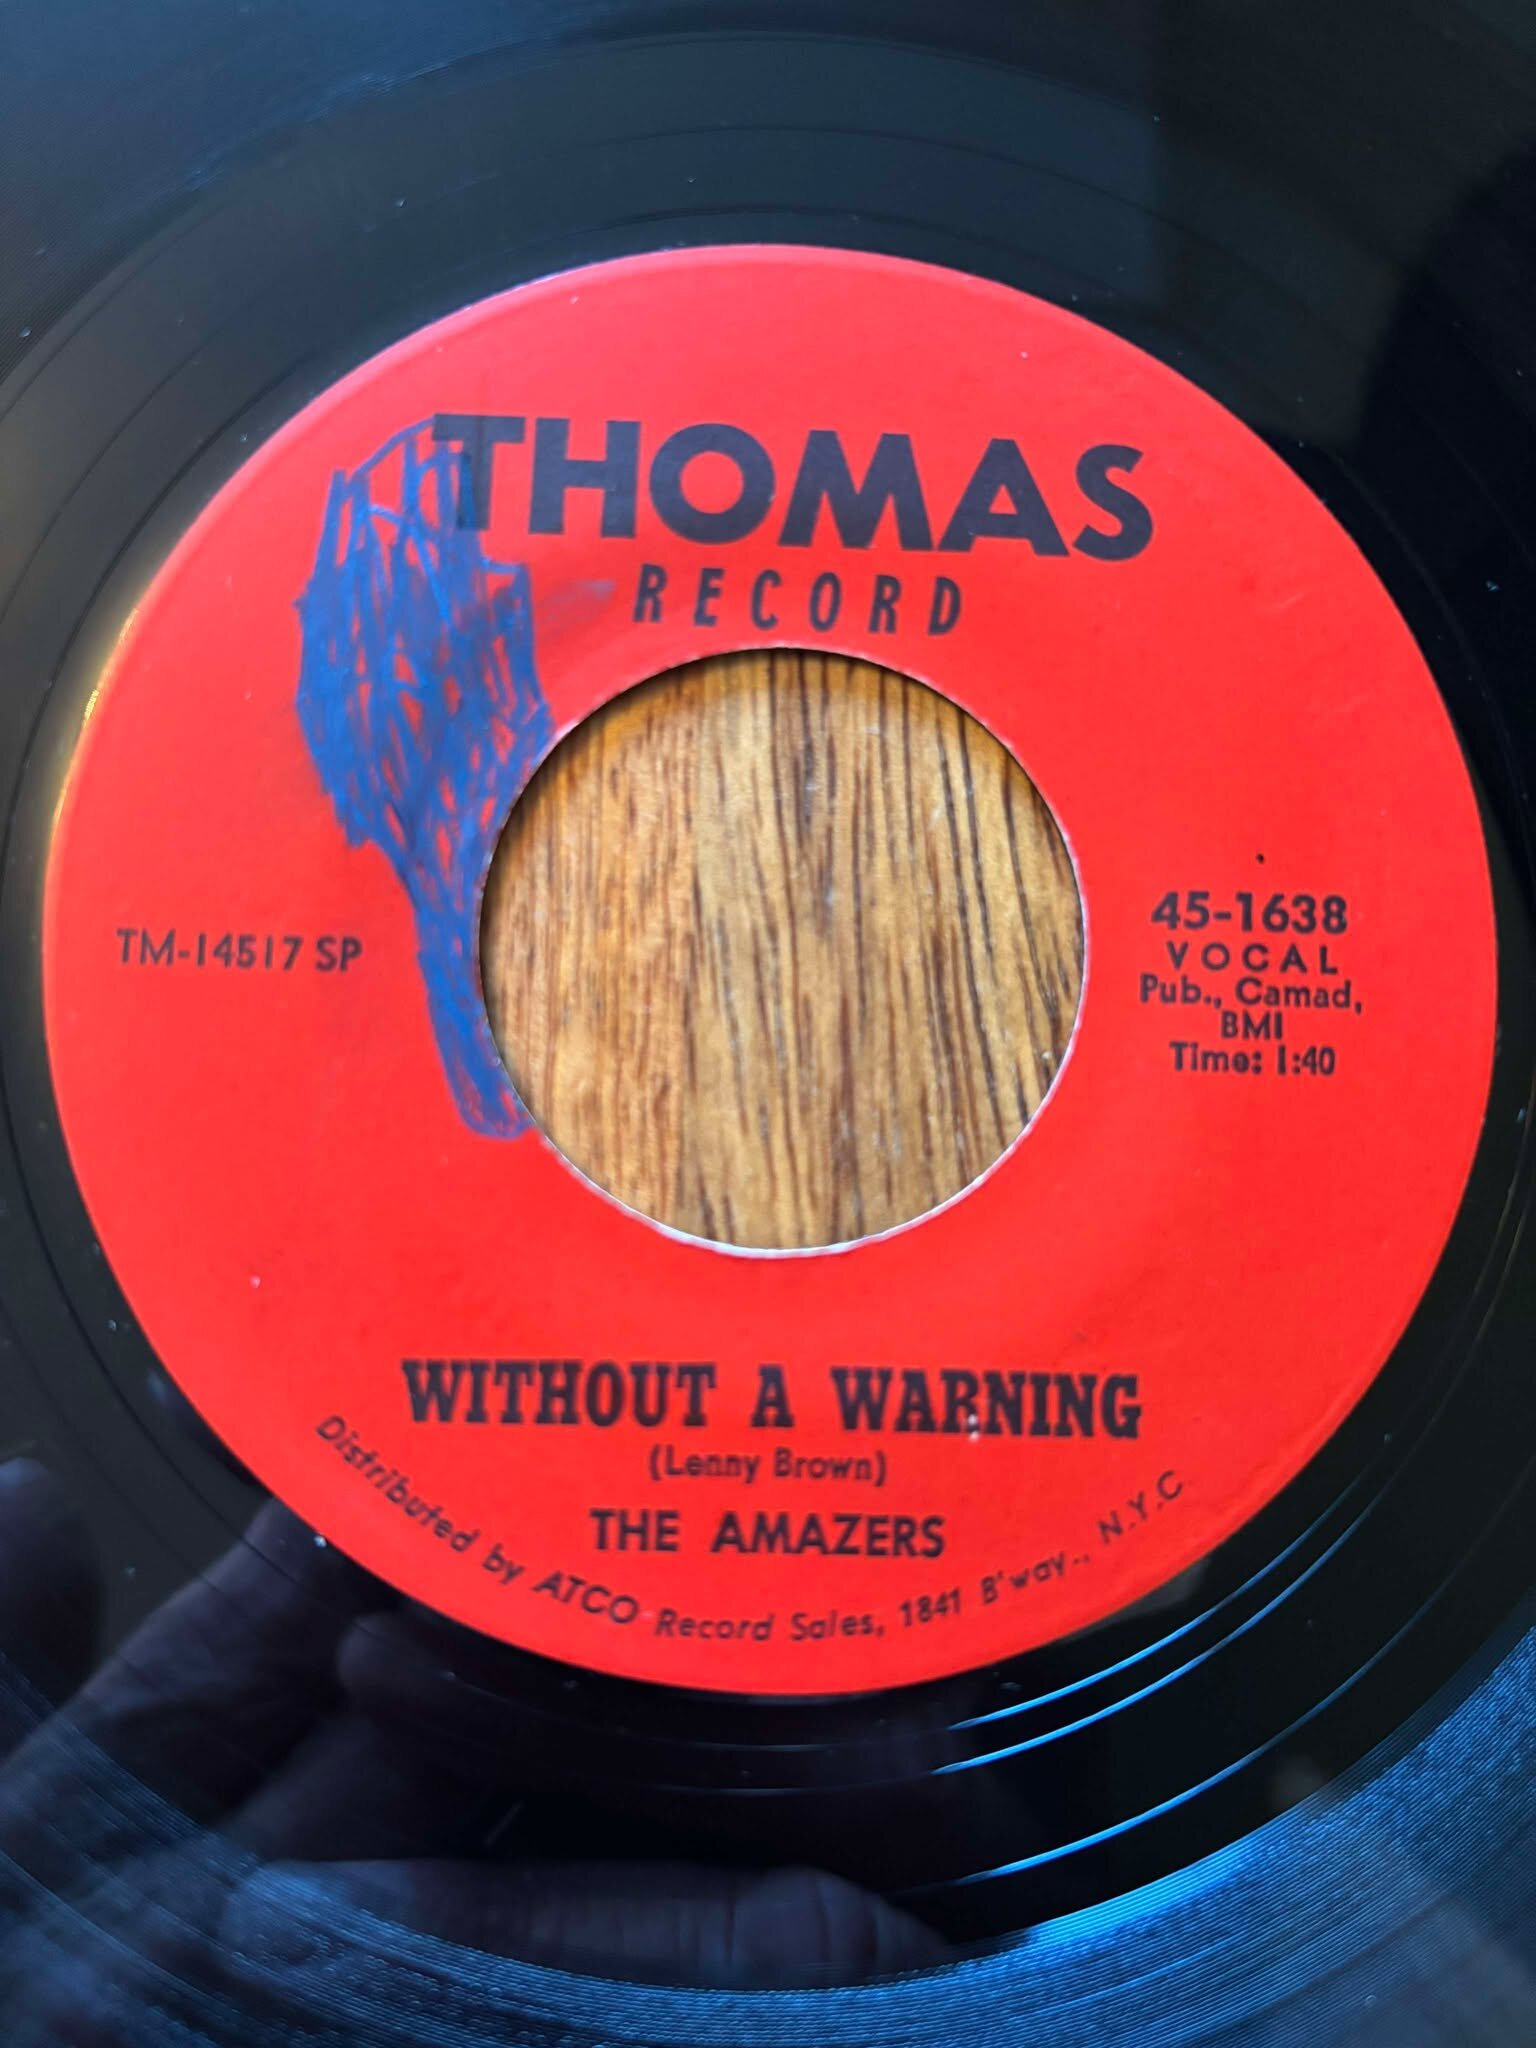 THOMAS
RECORD
TM-14517 SP
45-1638
VOCAL
Pub., Camad,
BMI
Time: 1:40
WITHOUT A WARNING
(Lenny Brown)
THE AMAZERS
Distributed by ATCO Record Sales, 1841 B'way., N.Y.C.